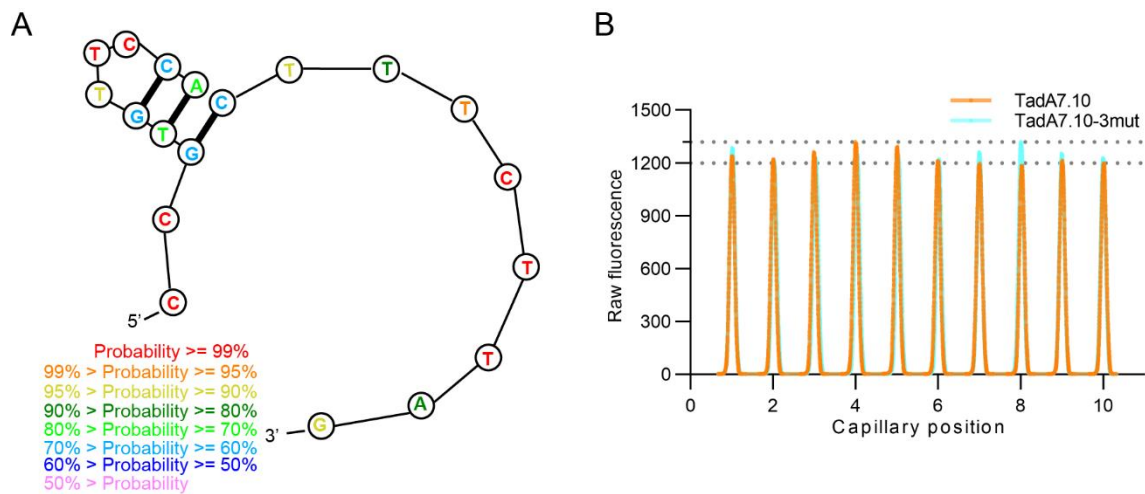 A
T C C A
T G T G C T T T C T T A G
C
C
5'
3'
Probability >= 99%
99% > Probability >= 95%
95% > Probability >= 90%
90% > Probability >= 80%
80% > Probability >= 70%
70% > Probability >= 60%
60% > Probability >= 50%
50% > Probability
B
TadA7.10
TadA7.10-3mut
Raw fluorescence
1500
1200
900
600
300
0
0 2 4 6 8 10
Capillary position